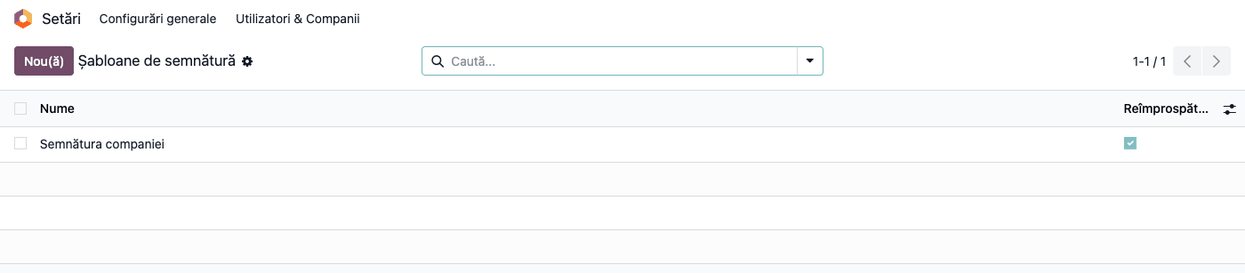 Setări Configurări generale Utilizatori & Companii
Nou(ă) Șabloane de semnătură Caută... 1-1 / 1
Nume Reîmprospăt...
Semnătura companiei